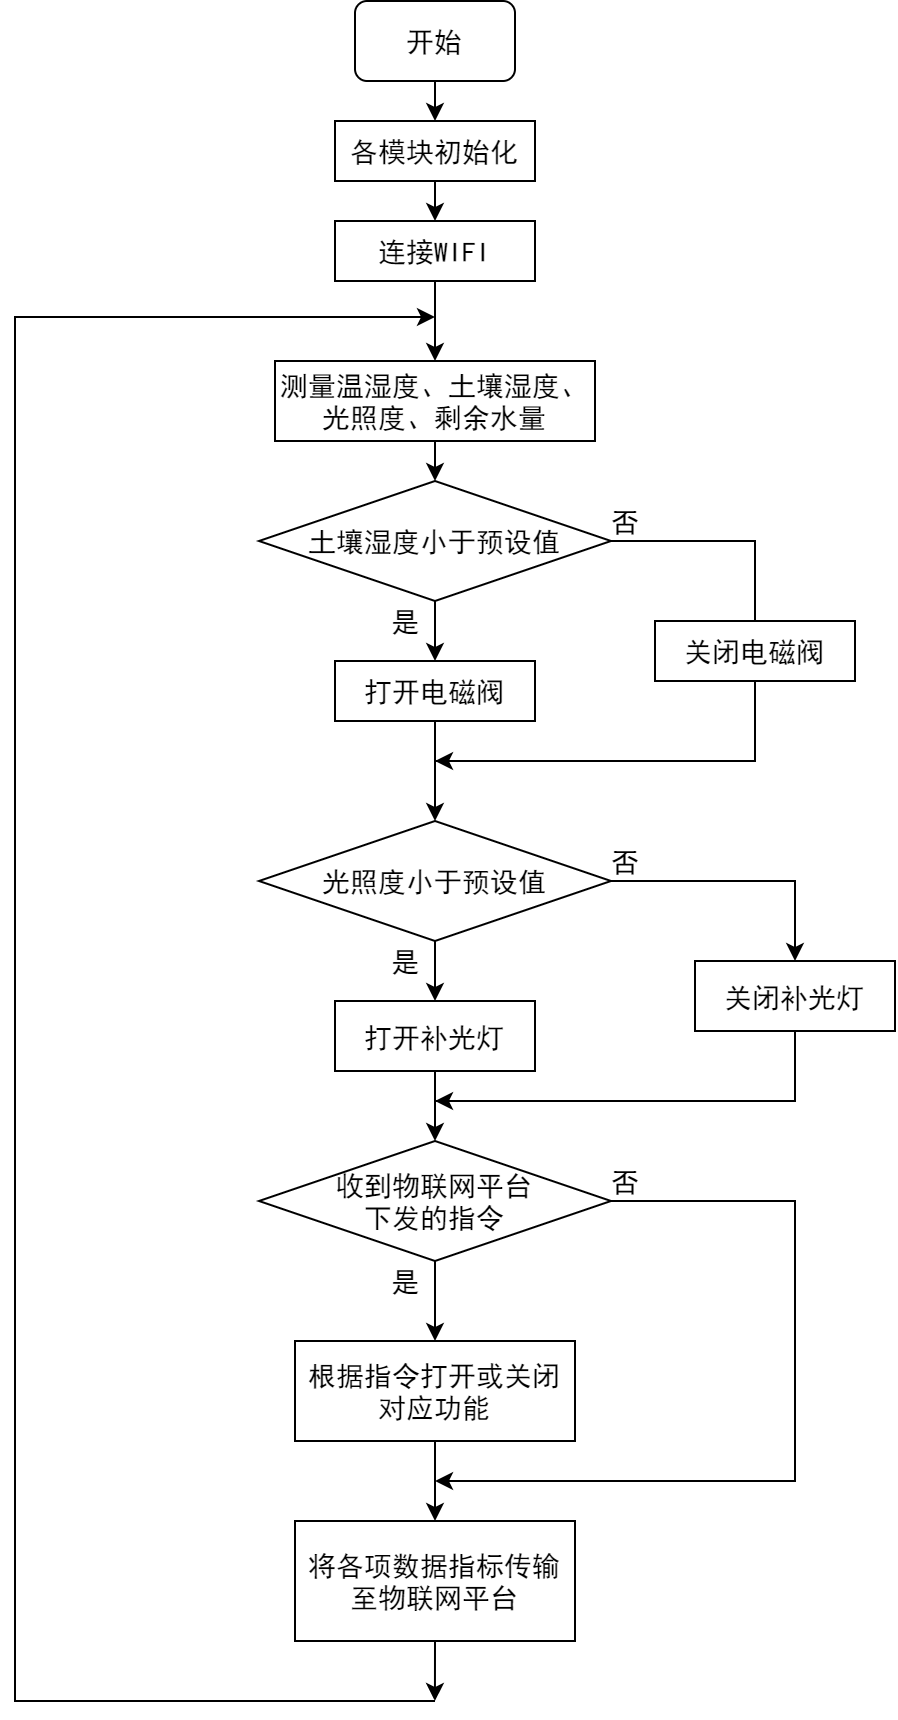 开始
各模块初始化
连接WIFI
测量温湿度、土壤湿度、
光照度、剩余水量
土壤湿度小于预设值
否
是
关闭电磁阀
打开电磁阀
光照度小于预设值
否
是
关闭补光灯
打开补光灯
收到物联网平台
下发的指令
否
是
根据指令打开或关闭
对应功能
将各项数据指标传输
至物联网平台